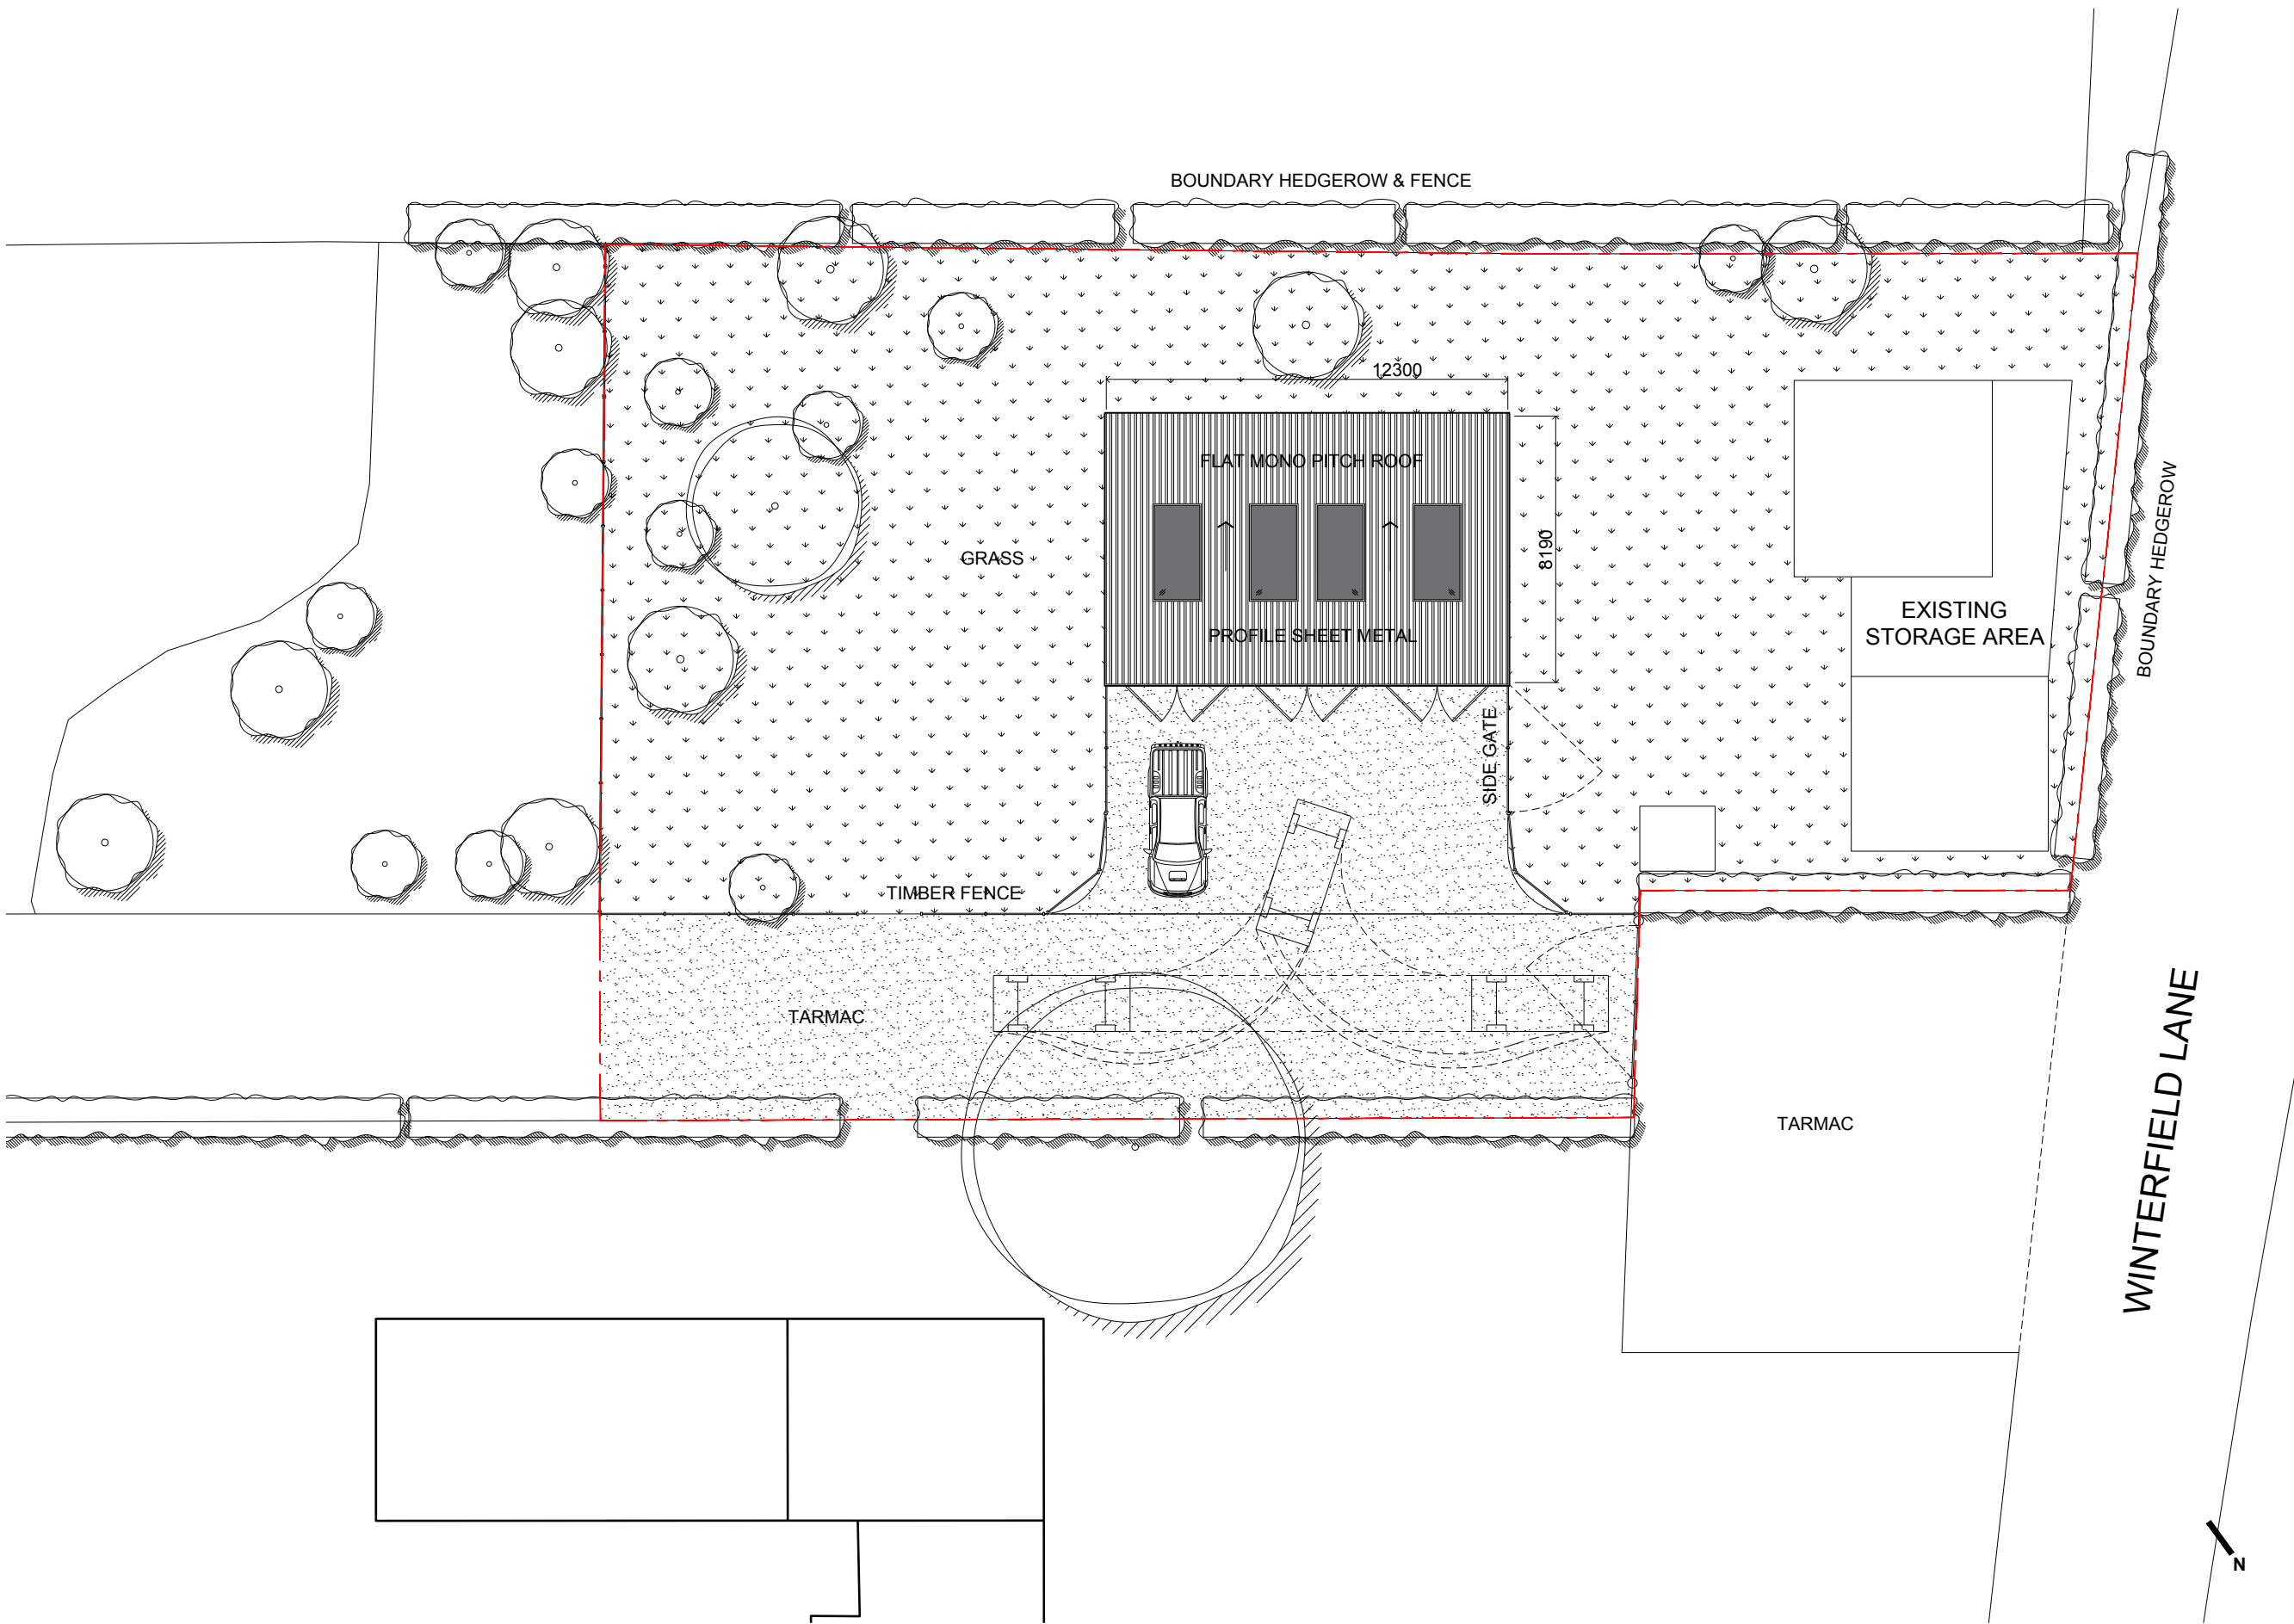 BOUNDARY HEDGEROW & FENCE
12300
FLAT MONO PITCH ROOF
8190
GRASS
PROFILE SHEET METAL
EXISTING
STORAGE AREA
BOUNDARY HEDGEROW
SIDE GATE
TIMBER FENCE
TARMAC
TARMAC
WINTERFIELD LANE
N